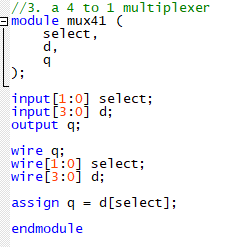 //3. a 4 to 1 multiplexer
module mux41 (
select,
d,
q
);
input[1:0] select;
input[3:0] d;
output q;
wire q;
wire[1:0] select;
wire[3:0] d;
assign q = d[select];
endmodule